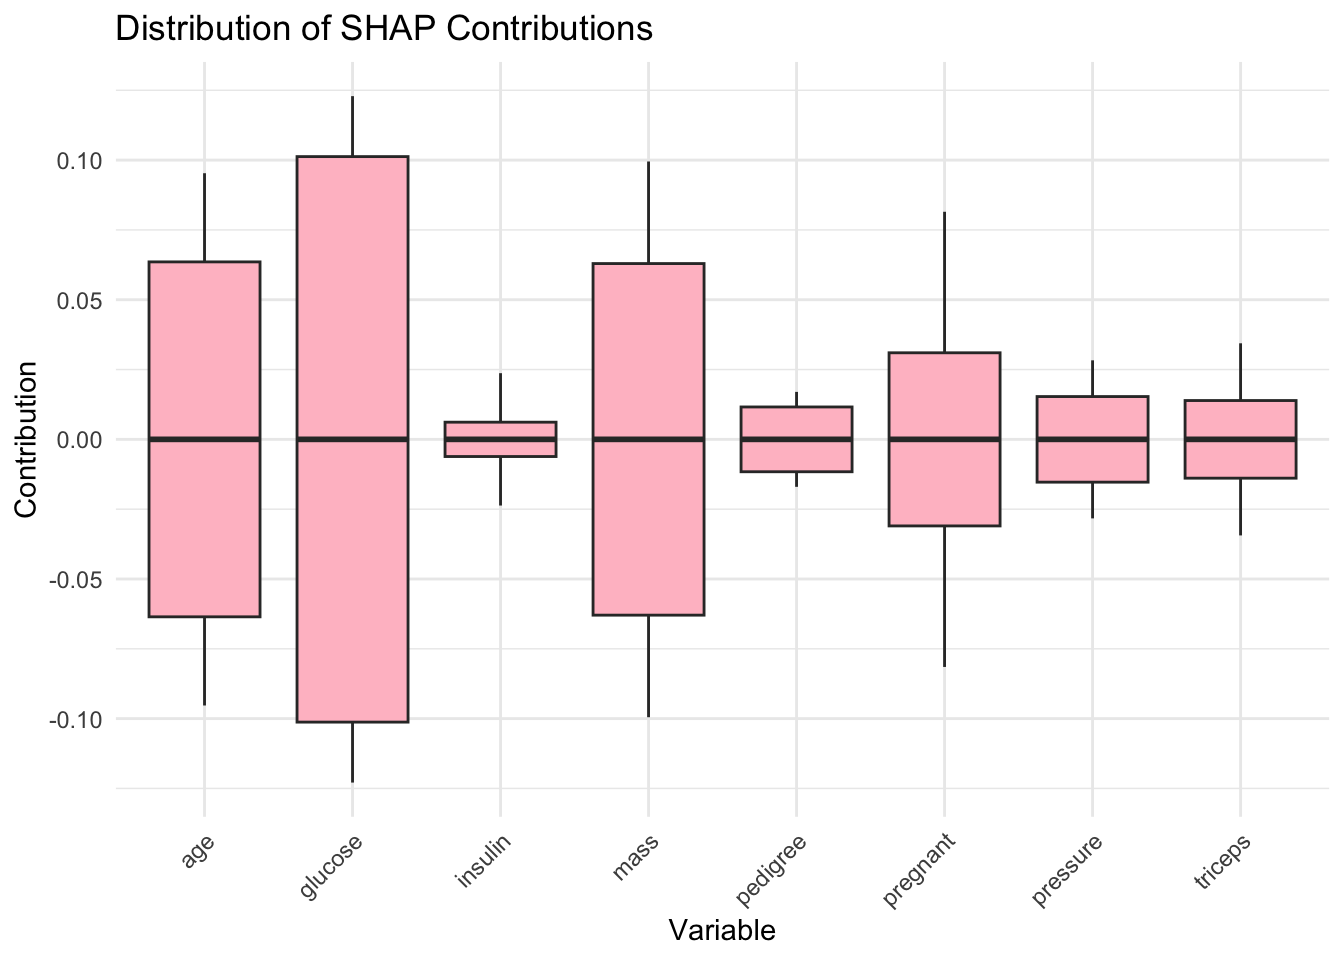 Distribution of SHAP Contributions
Contribution
0.10
0.05
0.00
-0.05
-0.10
age
glucose
insulin
mass
pedigree
pregnant
pressure
triceps
Variable